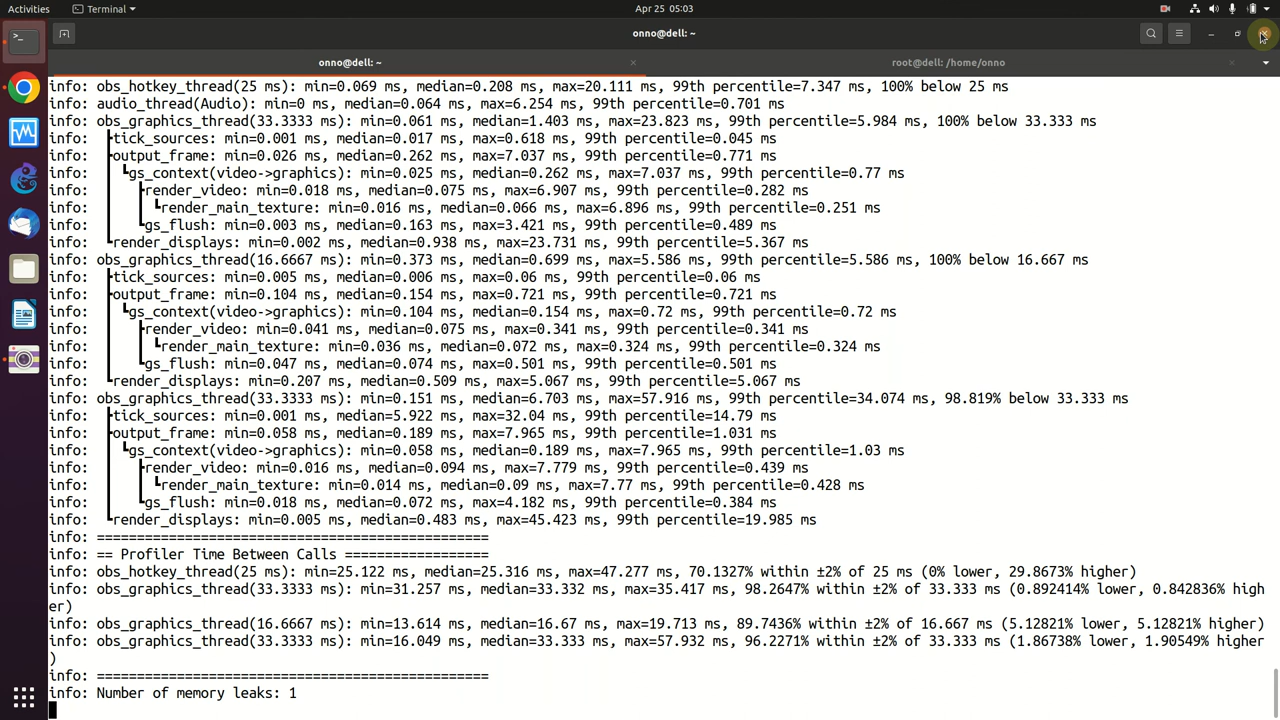 Activities
Terminal
Apr 25 05:03
onno@dell: ~
onno@dell: ~
root@dell: /home/onno
info: obs_hotkey_thread(25 ms): min=0.069 ms, median=0.208 ms, max=20.111 ms, 99th percentile=7.347 ms, 100% below 25 ms
info: audio_thread(Audio): min=0 ms, median=0.064 ms, max=6.254 ms, 99th percentile=0.701 ms
info: obs_graphics_thread(33.3333 ms): min=0.061 ms, median=1.403 ms, max=23.823 ms, 99th percentile=5.984 ms, 100% below 33.333 ms
info: ┣tick_sources: min=0.001 ms, median=0.017 ms, max=0.618 ms, 99th percentile=0.045 ms
info: ┣output_frame: min=0.026 ms, median=0.262 ms, max=7.037 ms, 99th percentile=0.771 ms
info: ┃ ┗gs_context(video->graphics): min=0.025 ms, median=0.262 ms, max=7.037 ms, 99th percentile=0.77 ms
info: ┃ ┣render_video: min=0.018 ms, median=0.075 ms, max=6.907 ms, 99th percentile=0.282 ms
info: ┃ ┃ ┗render_main_texture: min=0.016 ms, median=0.066 ms, max=6.896 ms, 99th percentile=0.251 ms
info: ┃ ┗gs_flush: min=0.003 ms, median=0.163 ms, max=3.421 ms, 99th percentile=0.489 ms
info: ┗render_displays: min=0.002 ms, median=0.938 ms, max=23.731 ms, 99th percentile=5.367 ms
info: obs_graphics_thread(16.6667 ms): min=0.373 ms, median=0.699 ms, max=5.586 ms, 99th percentile=5.586 ms, 100% below 16.667 ms
info: ┣tick_sources: min=0.005 ms, median=0.006 ms, max=0.06 ms, 99th percentile=0.06 ms
info: ┣output_frame: min=0.104 ms, median=0.154 ms, max=0.721 ms, 99th percentile=0.721 ms
info: ┃ ┗gs_context(video->graphics): min=0.104 ms, median=0.154 ms, max=0.72 ms, 99th percentile=0.72 ms
info: ┃ ┣render_video: min=0.041 ms, median=0.075 ms, max=0.341 ms, 99th percentile=0.341 ms
info: ┃ ┃ ┗render_main_texture: min=0.036 ms, median=0.072 ms, max=0.324 ms, 99th percentile=0.324 ms
info: ┃ ┗gs_flush: min=0.047 ms, median=0.074 ms, max=0.501 ms, 99th percentile=0.501 ms
info: ┗render_displays: min=0.207 ms, median=0.509 ms, max=5.067 ms, 99th percentile=5.067 ms
info: obs_graphics_thread(33.3333 ms): min=0.151 ms, median=6.703 ms, max=57.916 ms, 99th percentile=34.074 ms, 98.819% below 33.333 ms
info: ┣tick_sources: min=0.001 ms, median=5.922 ms, max=32.04 ms, 99th percentile=14.79 ms
info: ┣output_frame: min=0.058 ms, median=0.189 ms, max=7.965 ms, 99th percentile=1.031 ms
info: ┃ ┗gs_context(video->graphics): min=0.058 ms, median=0.189 ms, max=7.965 ms, 99th percentile=1.03 ms
info: ┃ ┣render_video: min=0.016 ms, median=0.094 ms, max=7.779 ms, 99th percentile=0.439 ms
info: ┃ ┃ ┗render_main_texture: min=0.014 ms, median=0.09 ms, max=7.77 ms, 99th percentile=0.428 ms
info: ┃ ┗gs_flush: min=0.018 ms, median=0.072 ms, max=4.182 ms, 99th percentile=0.384 ms
info: ┗render_displays: min=0.005 ms, median=0.483 ms, max=45.423 ms, 99th percentile=19.985 ms
info: =================================================
info: == Profiler Time Between Calls ==================
info: obs_hotkey_thread(25 ms): min=25.122 ms, median=25.316 ms, max=47.277 ms, 70.1327% within ±2% of 25 ms (0% lower, 29.8673% higher)
info: obs_graphics_thread(33.3333 ms): min=31.257 ms, median=33.332 ms, max=35.417 ms, 98.2647% within ±2% of 33.333 ms (0.892414% lower, 0.842836% high
er)
info: obs_graphics_thread(16.6667 ms): min=13.614 ms, median=16.67 ms, max=19.713 ms, 89.7436% within ±2% of 16.667 ms (5.12821% lower, 5.12821% higher)
info: obs_graphics_thread(33.3333 ms): min=16.049 ms, median=33.333 ms, max=57.932 ms, 96.2271% within ±2% of 33.333 ms (1.86738% lower, 1.90549% higher
)
info: =================================================
info: Number of memory leaks: 1